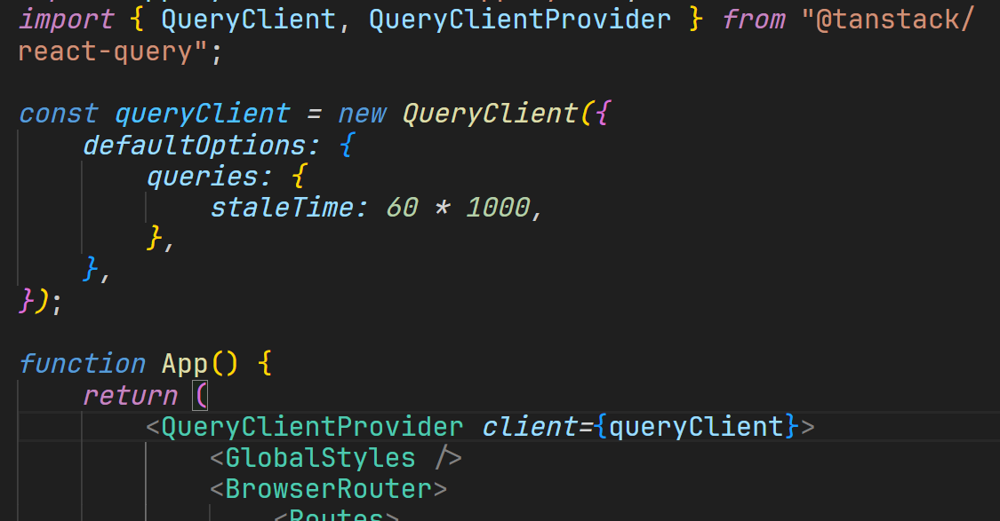 import { QueryClient, QueryClientProvider } from "@tanstack/
react-query";
const queryClient = new QueryClient({
defaultOptions: {
queries: {
staleTime: 60 * 1000,
},
},
});
function App() {
return (
<QueryClientProvider client={queryClient}>
<GlobalStyles />
<BrowserRouter>
<Routes>